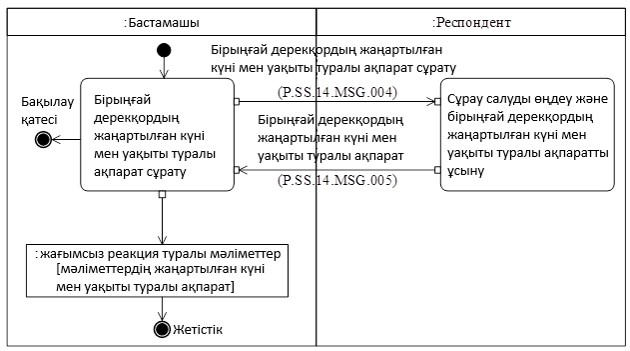 :Бастамашы
:Респондент
Бірыңғай дерекқордың жаңартылған
күні мен уақыты туралы ақпарат сұрату
(P.SS.14.MSG.004)
Бақылау
қатесі
Бірыңғай
дерекқордың
жаңартылған күні
мен уақыты туралы
ақпарат сұрату
Бірыңғай дерекқордың
жаңартылған күні мен
уақыты туралы ақпарат
(P.SS.14.MSG.005)
Сұрау салуды өңдеу және
бірыңғай дерекқордың
жаңартылған күні мен
уақыты туралы ақпаратты
ұсыну
: жағымсыз реакция туралы мәліметтер
[мәліметтердің жаңартылған күні
мен уақыты туралы ақпарат]
Жетістік